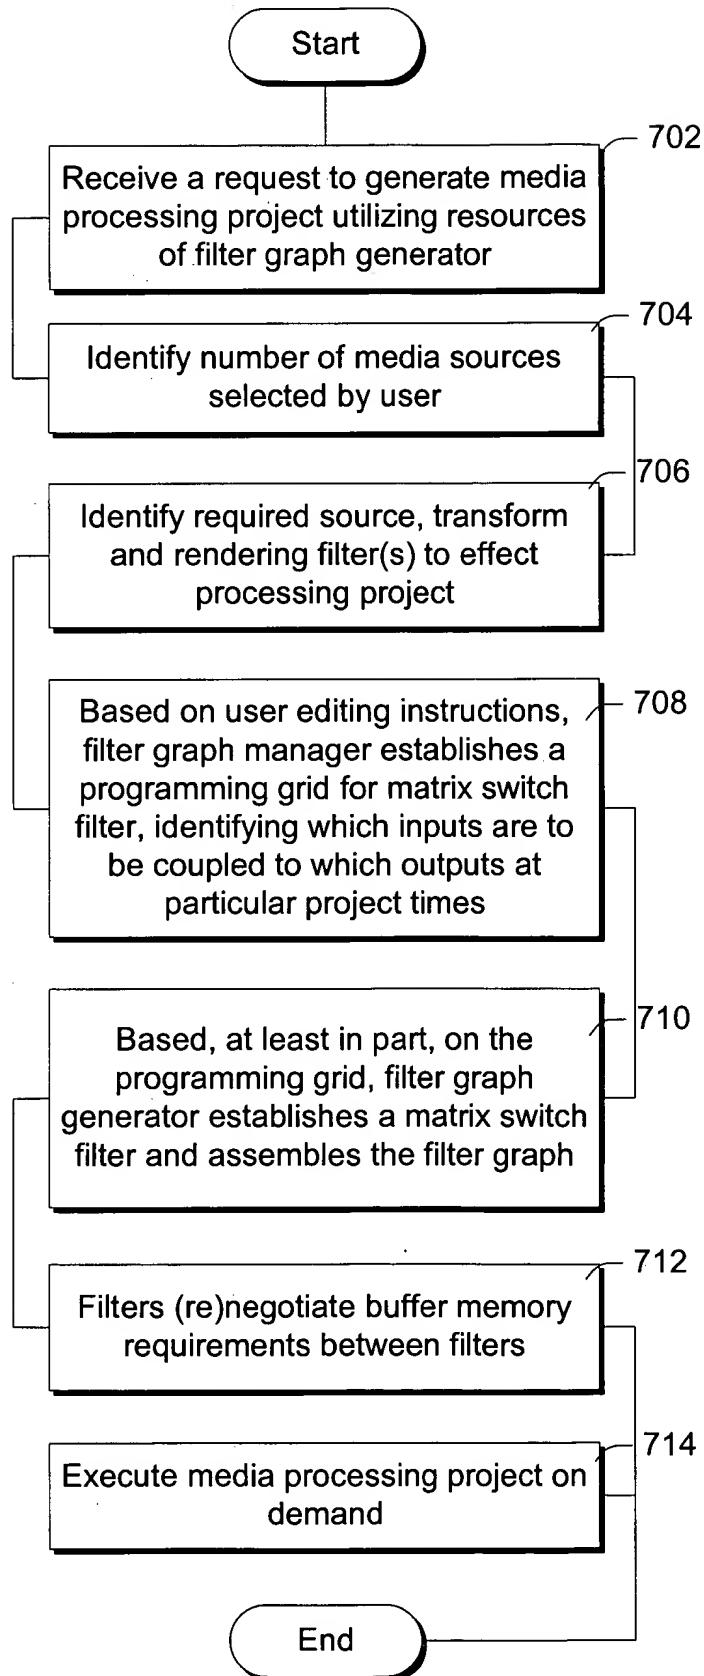 Start
702
Receive a request to generate media
processing project utilizing resources
of filter graph generator
704
Identify number of media sources
selected by user
706
Identify required source, transform
and rendering filter(s) to effect
processing project
708
Based on user editing instructions,
filter graph manager establishes a
programming grid for matrix switch
filter, identifying which inputs are to
be coupled to which outputs at
particular project times
710
Based, at least in part, on the
programming grid, filter graph
generator establishes a matrix switch
filter and assembles the filter graph
712
Filters (re)negotiate buffer memory
requirements between filters
714
Execute media processing project on
demand
End